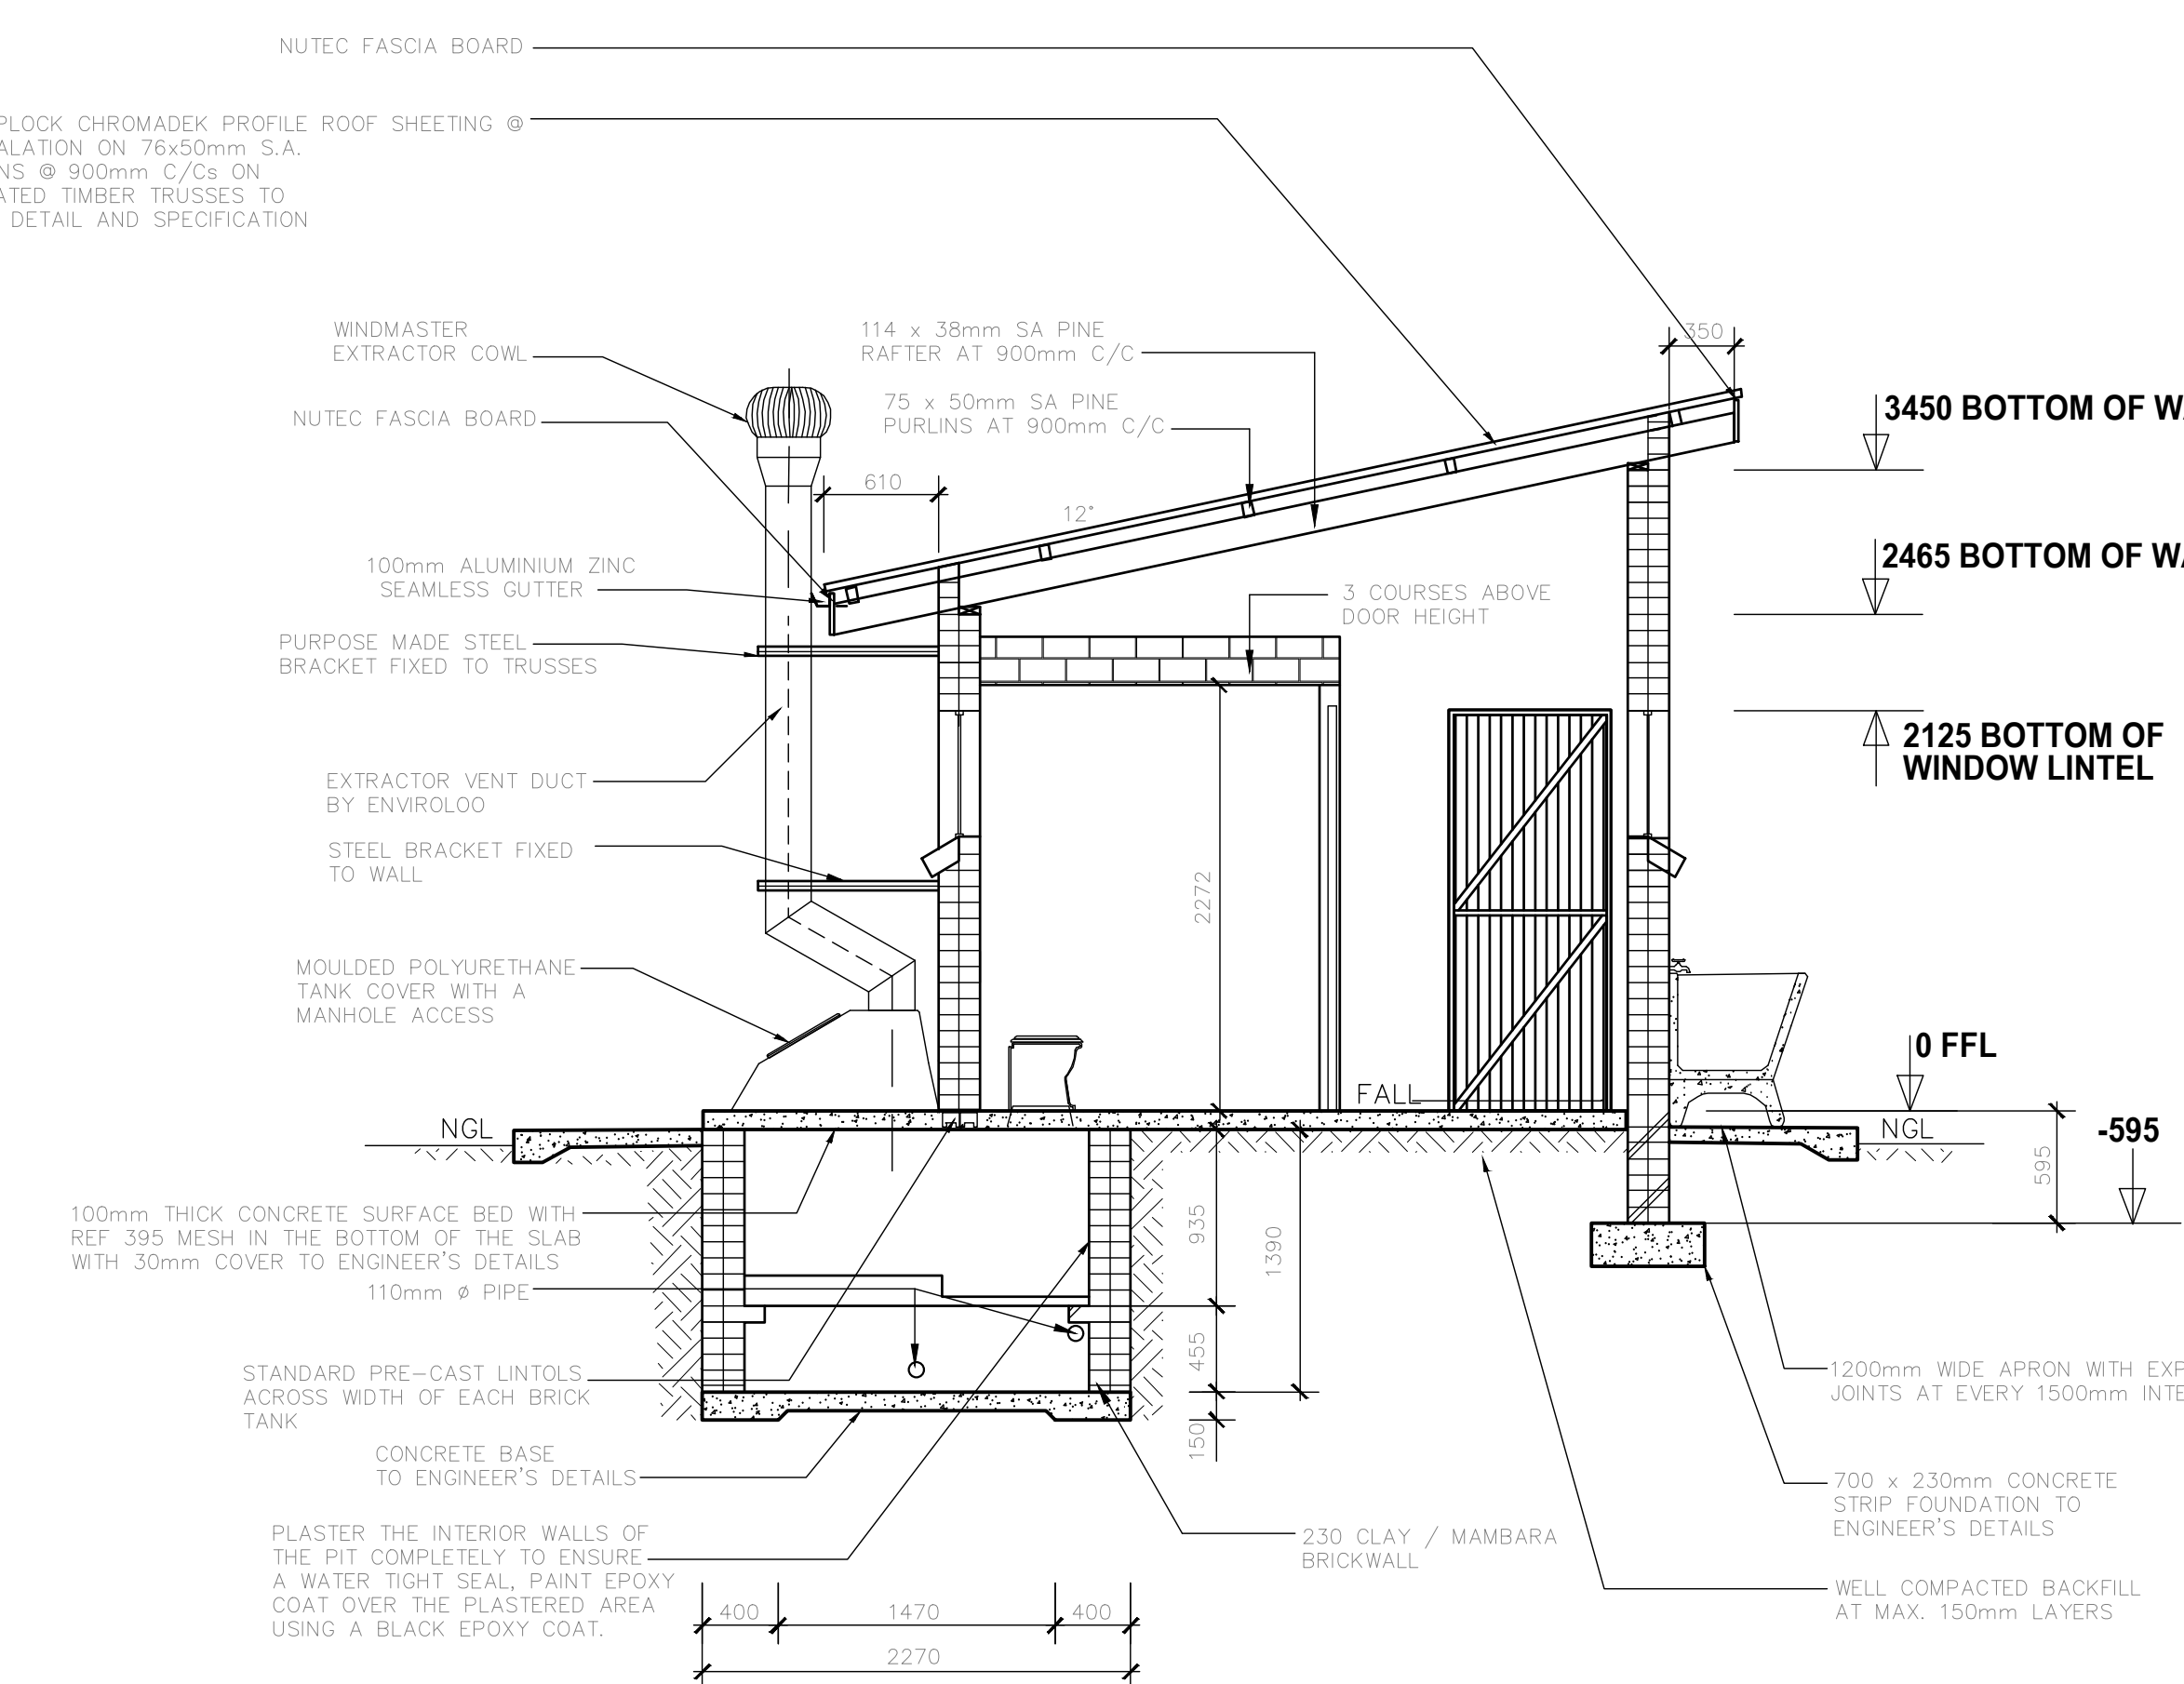 NUTEC FASCIA BOARD
PLOCK CHROMADEK PROFILE ROOF SHEETING @
ALATION ON 76x50mm S.A.
NS @ 900mm C/Cs ON
ATED TIMBER TRUSSES TO
DETAIL AND SPECIFICATION
WINDMASTER
EXTRACTOR COWL
114 x 38mm SA PINE
RAFTER AT 900mm C/C
350
NUTEC FASCIA BOARD
75 x 50mm SA PINE
PURLINS AT 900mm C/C
3450 BOTTOM OF WA
610
12°
100mm ALUMINIUM ZINC
SEAMLESS GUTTER
2465 BOTTOM OF WA
3 COURSES ABOVE
DOOR HEIGHT
PURPOSE MADE STEEL
BRACKET FIXED TO TRUSSES
2125 BOTTOM OF
WINDOW LINTEL
EXTRACTOR VENT DUCT
BY ENVIROLOO
STEEL BRACKET FIXED
TO WALL
2272
MOULDED POLYURETHANE
TANK COVER WITH A
MANHOLE ACCESS
0 FFL
FALL
NGL
NGL
-595
595
100mm THICK CONCRETE SURFACE BED WITH
REF 395 MESH IN THE BOTTOM OF THE SLAB
WITH 30mm COVER TO ENGINEER'S DETAILS
935
1390
110mm ø PIPE
455
STANDARD PRE-CAST LINTOLS
ACROSS WIDTH OF EACH BRICK
TANK
1200mm WIDE APRON WITH EXP
JOINTS AT EVERY 1500mm INTE
150
CONCRETE BASE
TO ENGINEER'S DETAILS
700 x 230mm CONCRETE
STRIP FOUNDATION TO
ENGINEER'S DETAILS
PLASTER THE INTERIOR WALLS OF
THE PIT COMPLETELY TO ENSURE
A WATER TIGHT SEAL, PAINT EPOXY
COAT OVER THE PLASTERED AREA
USING A BLACK EPOXY COAT.
230 CLAY / MAMBARA
BRICKWALL
WELL COMPACTED BACKFILL
AT MAX. 150mm LAYERS
400
1470
400
2270